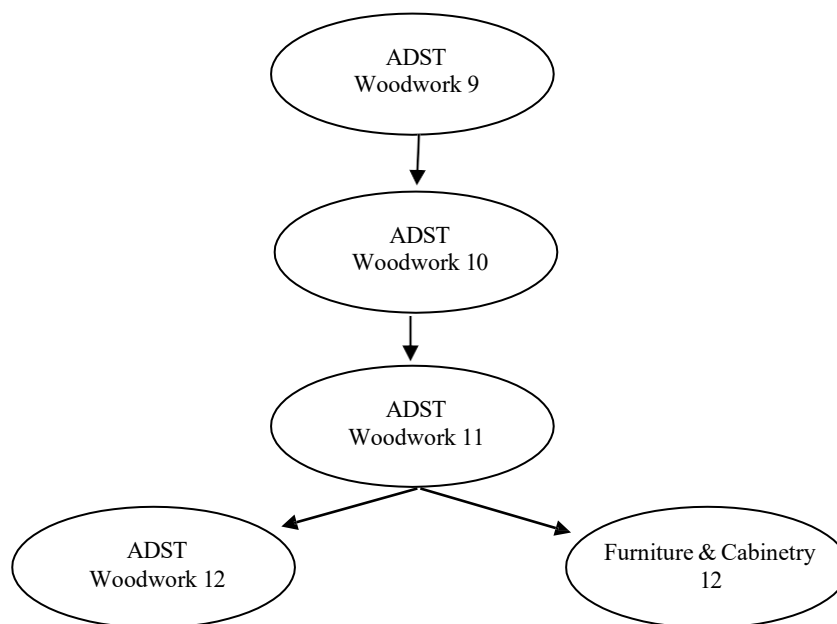 ADST
Woodwork 9
ADST
Woodwork 10
ADST
Woodwork 11
ADST
Woodwork 12
Furniture & Cabinetry
12